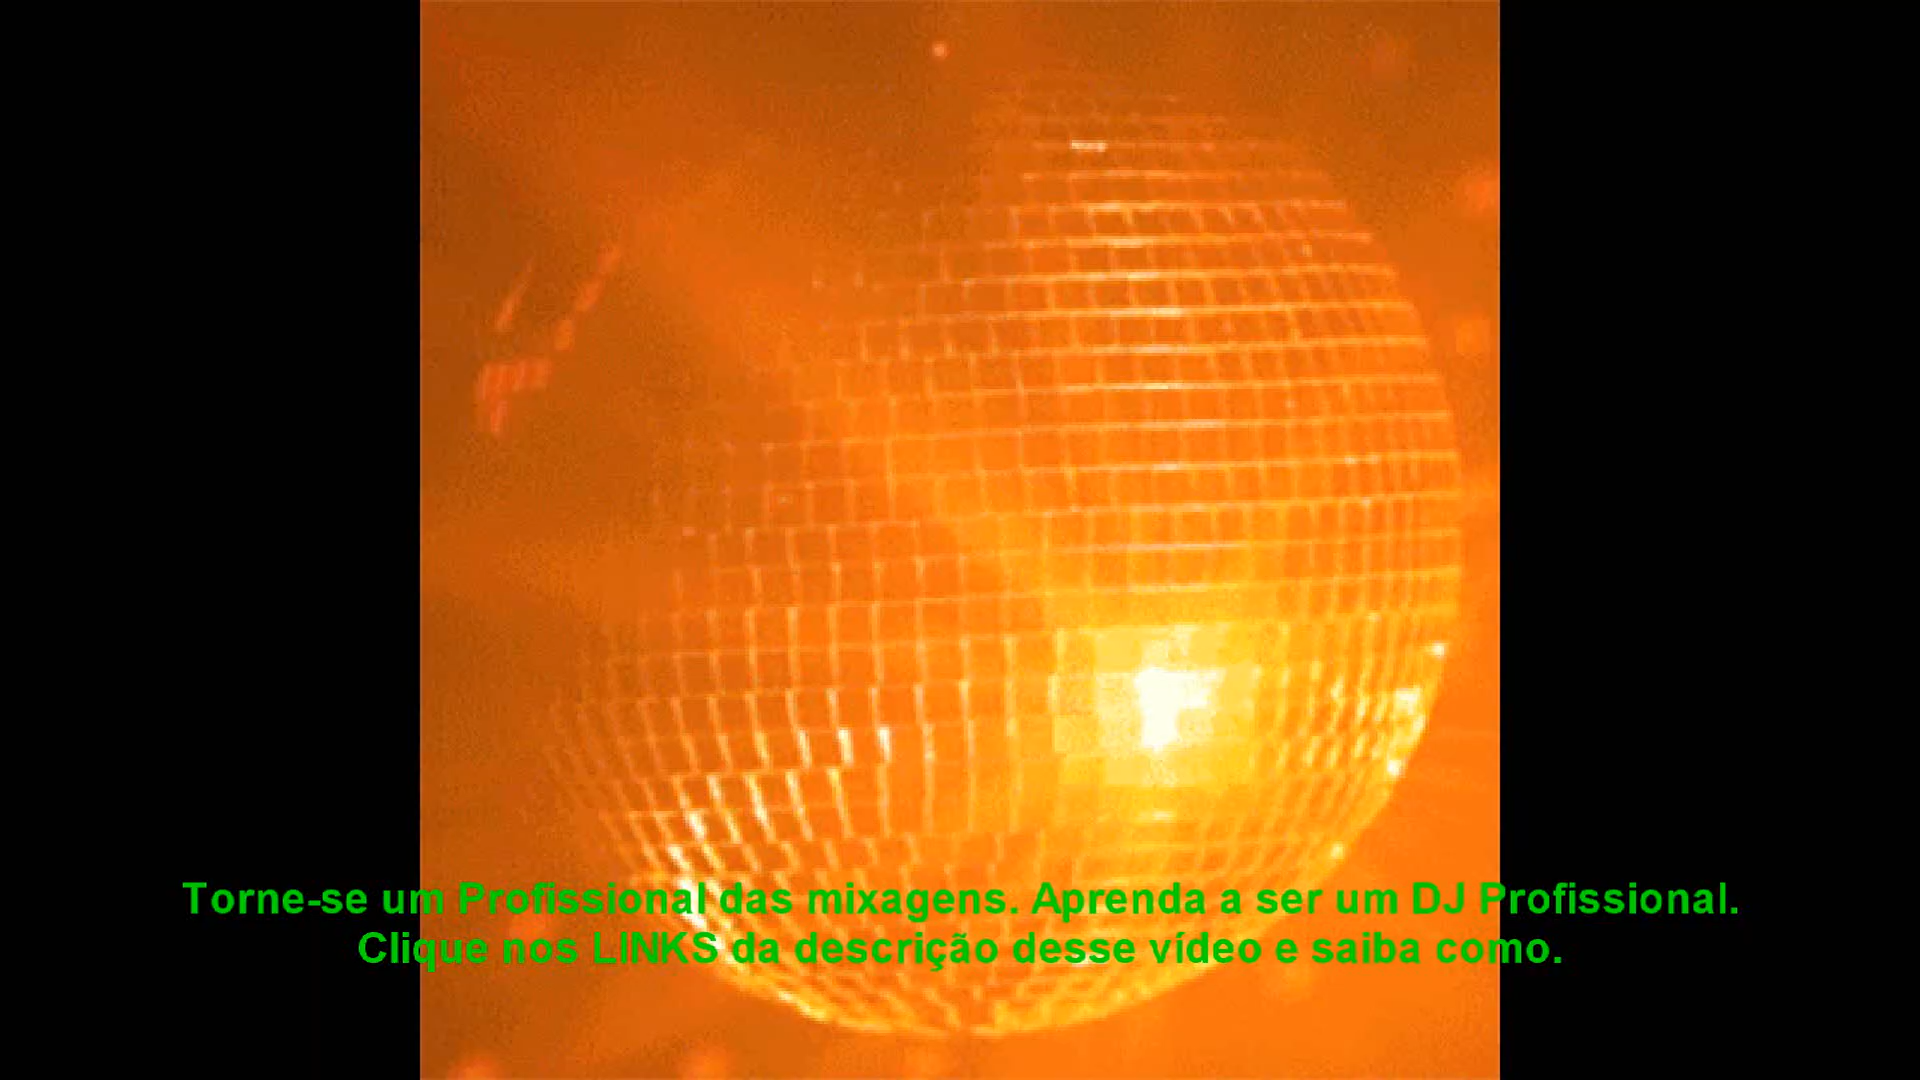 Torne-se um Profissional das mixagens. Aprenda a ser um DJ Profissional.
Clique nos LINKS da descrição desse vídeo e saiba como.